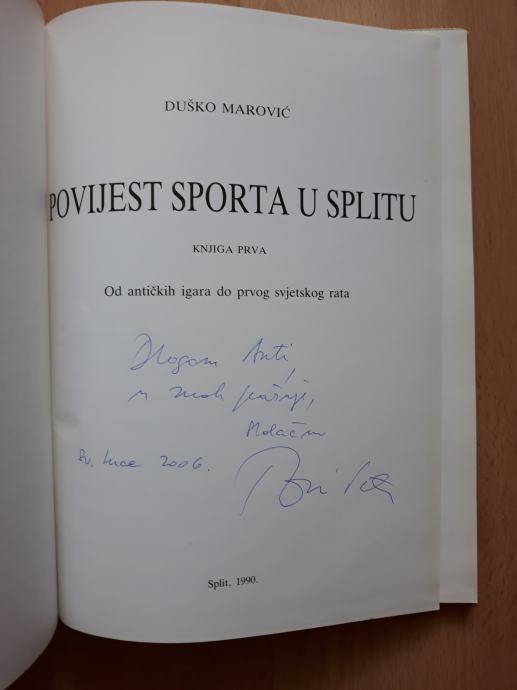 DUŠKO MAROVIĆ
POVIJEST SPORTA U SPLITU
KNJIGA PRVA
Od antičkih igara do prvog svjetskog rata
Dragom Anti,
u znak
Sv. Luce 2006.
Split, 1990.